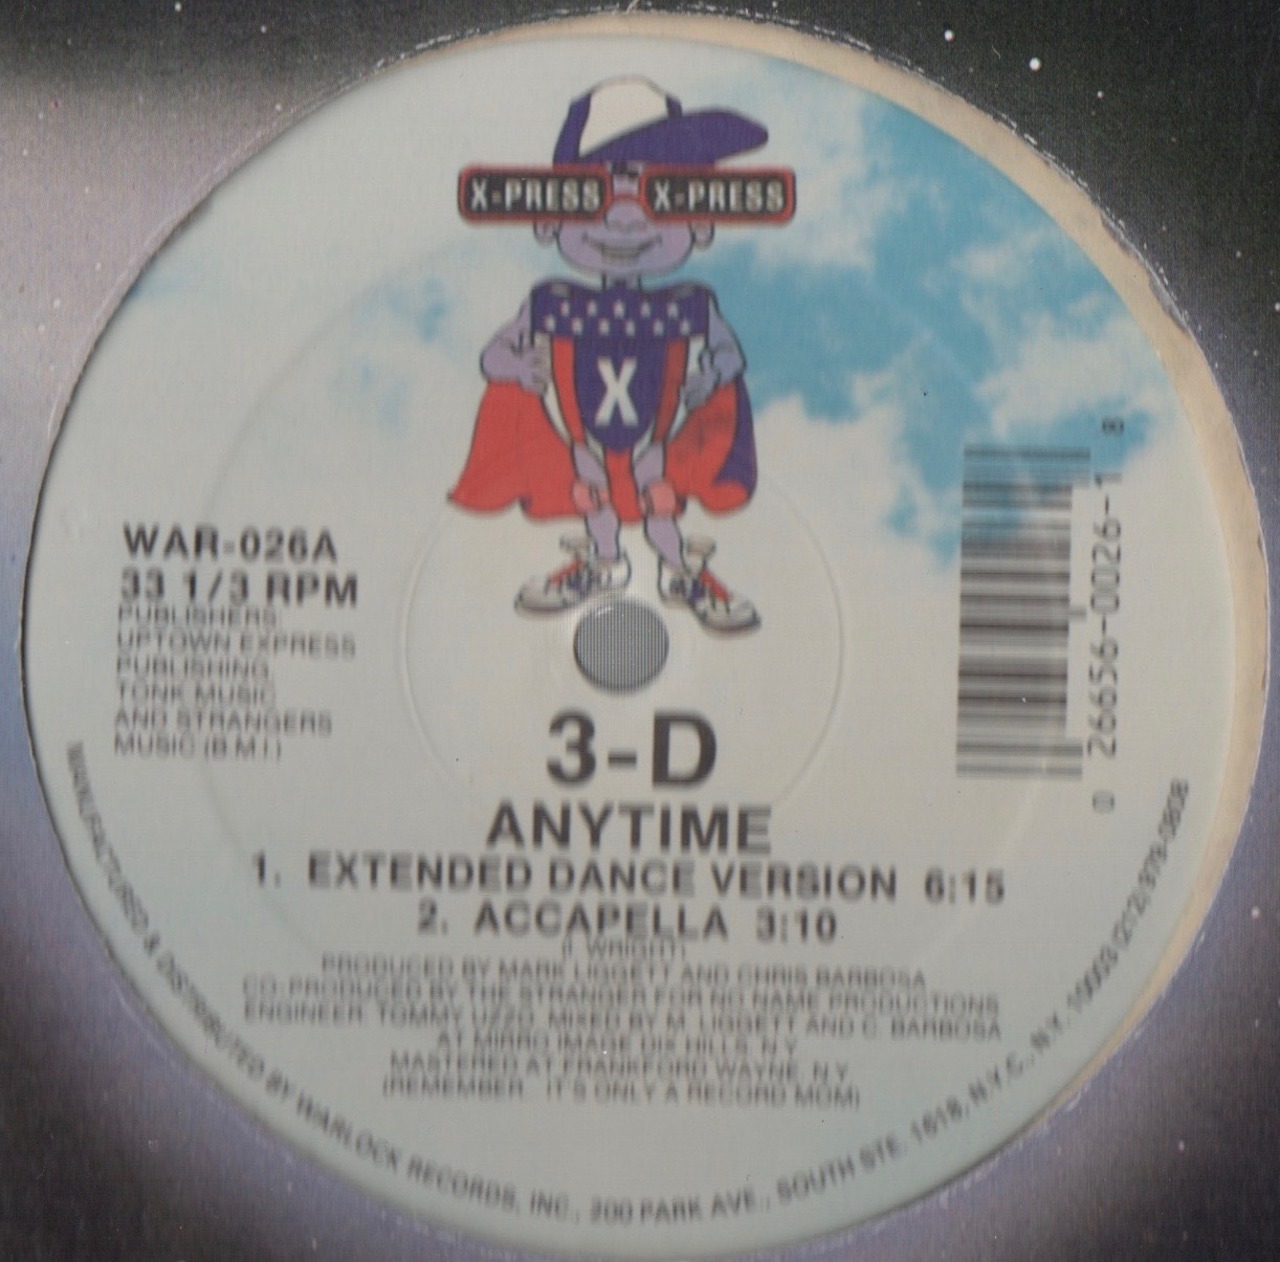 X-PRESS X-PRESS
X
WAR-026A
33 1/3 RPM
PUBLISHERS:
UPTOWN EXPRESS
PUBLISHING
TONK MUSIC
AND STRANGERS
MUSIC (B.M.I.)
8
0 26656-0026-1
3-D
ANYTIME
1. EXTENDED DANCE VERSION 6:15
2. ACCAPELLA 3:10
(I. WRIGHT)
PRODUCED BY MARK LIGGETT AND CHRIS BARBOSA
CO-PRODUCED BY THE STRANGER FOR NO NAME PRODUCTIONS
ENGINEER: TOMMY UZZO, MIXED BY M. LIGGETT AND C. BARBOSA
AT MIRRO IMAGE DIX HILLS, N.Y.
MASTERED AT FRANKFORD WAYNE, N.Y.
(REMEMBER IT'S ONLY A RECORD MOM)
MANUFACTURED & DISTRIBUTED BY WARLOCK RECORDS, INC., 200 PARK AVE., SOUTH STE. 1618, N.Y.C., N.Y. 10003 (212) 979-0808